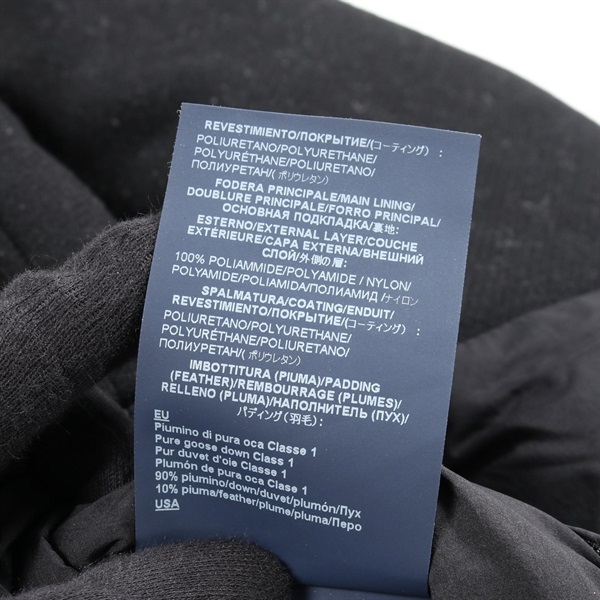 REVESTIMIENTO/ПОКРЫТИЕ/(コーティング) :
POLIURETANO/POLYURETHANE/
POLYURÉTHANE/POLIURETANO/
ПОЛИУРЕТАН/( ポリウレタン)
FODERA PRINCIPALE/MAIN LINING/
DOUBLURE PRINCIPALE/FORRO PRINCIPAL/
ОСНОВНАЯ ПОДКЛАДКА/裏地:
ESTERNO/EXTERNAL LAYER/COUCHE
EXTÉRIEURE/CAPA EXTERNA/ВНЕШНИЙ
СЛОЙ/外側の層:
100% POLIAMMIDE/POLYAMIDE / NYLON/
POLYAMIDE/POLIAMIDA/ПОЛИАМИД /ナイロン
SPALMATURA/COATING/ENDUIT/
REVESTIMIENTO/ПОКРЫТИЕ/(コーティング) :
POLIURETANO/POLYURETHANE/
POLYURÉTHANE/POLIURETANO/
ПОЛИУРЕТАН/( ポリウレタン)
IMBOTTITURA (PIUMA)/PADDING
(FEATHER)/REMBOURRAGE (PLUMES)/
RELLENO (PLUMA)/НАПОЛНИТЕЛЬ (ПУХ)/
パディング(羽毛) :
EU
Piumino di pura oca Classe 1
Pure goose down Class 1
Pur duvet d'oie Classe 1
Plumón de pura oca Clase 1
90% piumino/down/duvet/plumón/Пух
10% piuma/feather/plume/pluma/Перо
USA